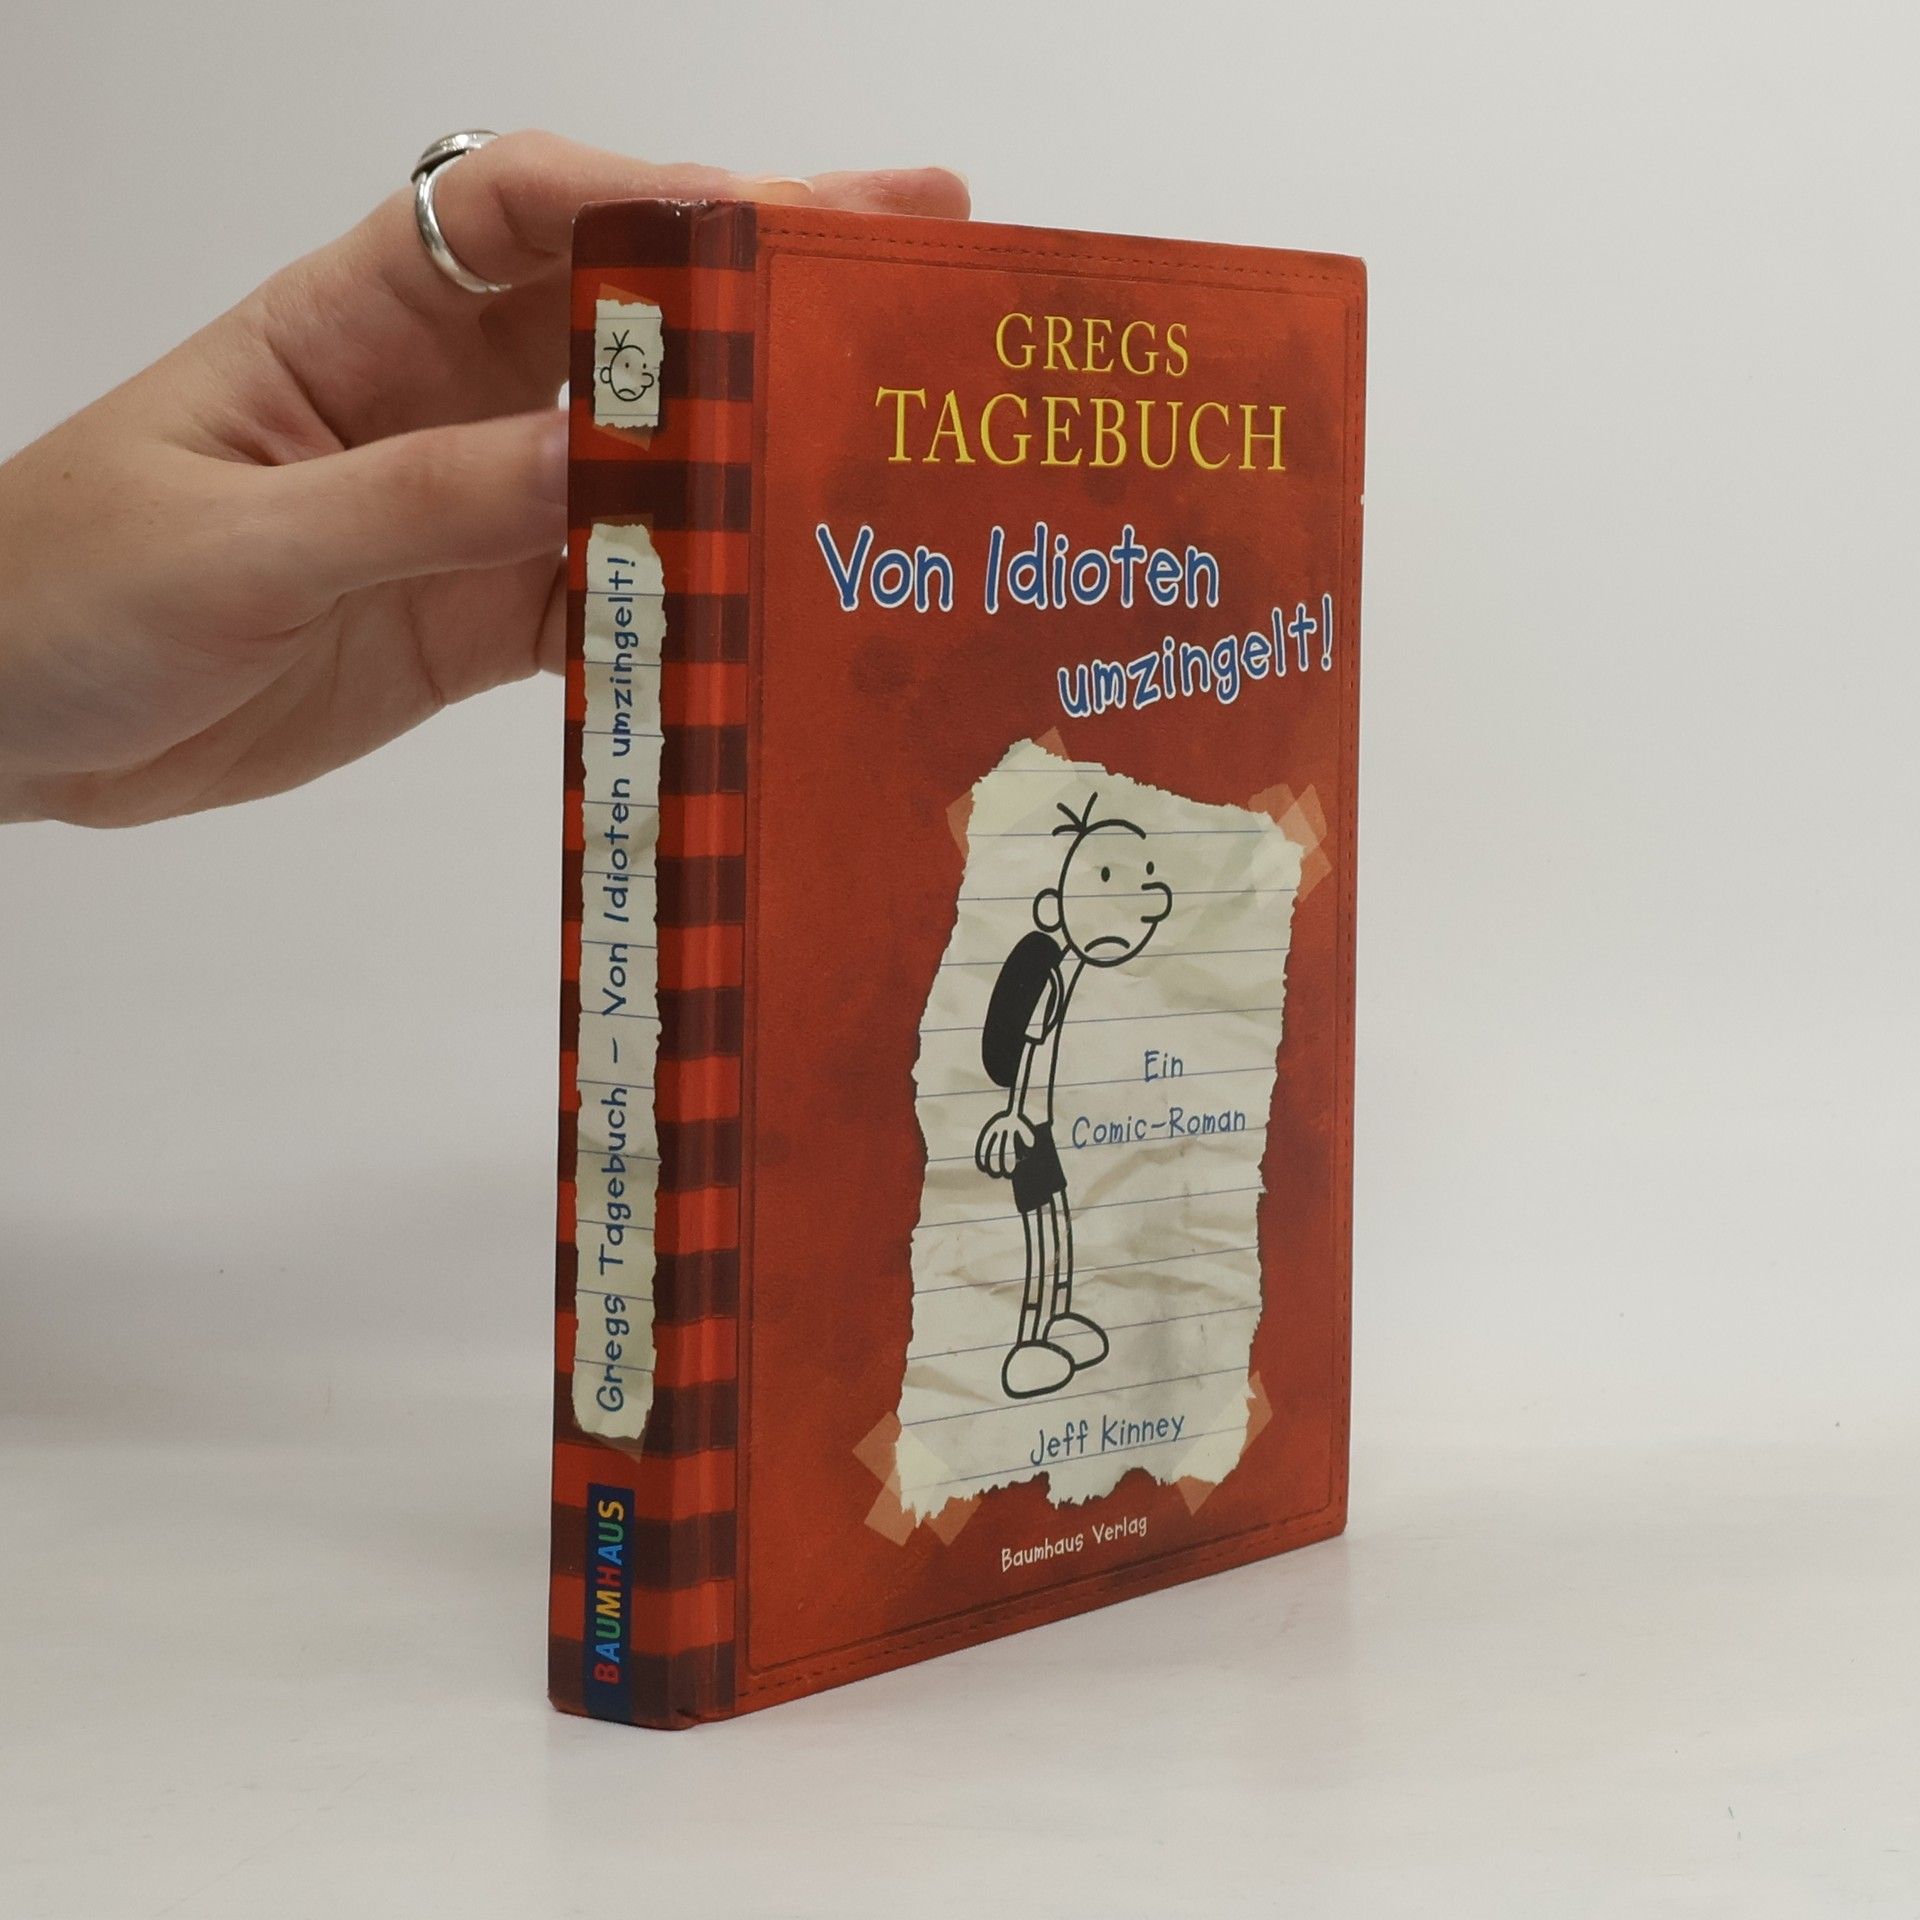 GREGS
TAGEBUCH
Von Idioten
umzingelt!
Ein
Comic-Roman
Jeff Kinney
Baumhaus Verlag
Gregs Tagebuch - Von Idioten umzingelt!
BAUMHAUS